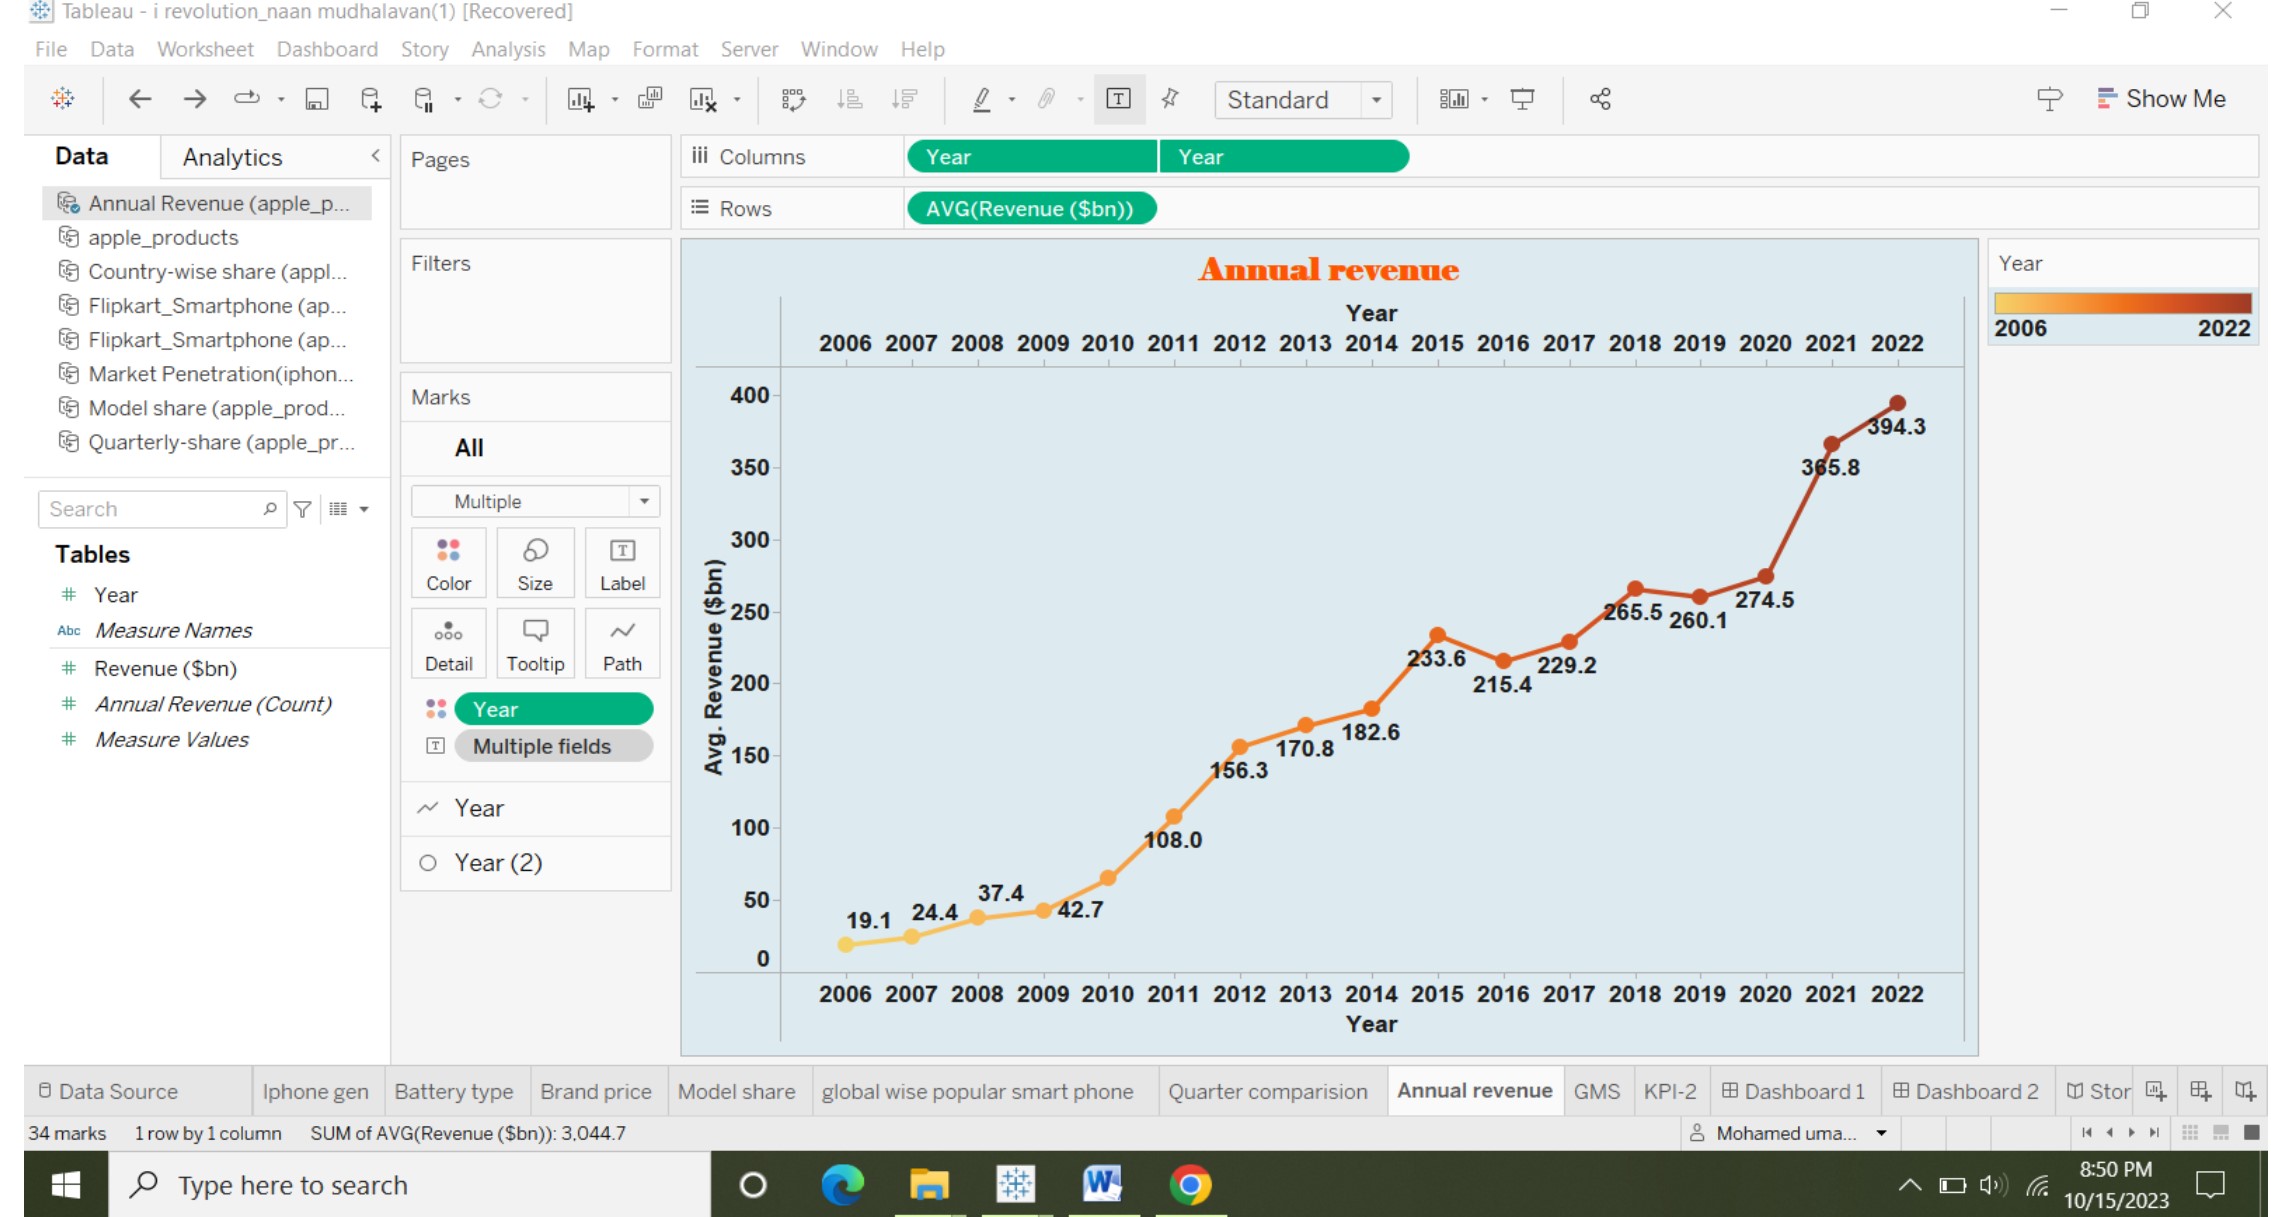 Tableau - i revolution_naan mudhalavan(1) [Recovered]
File Data Worksheet Dashboard Story Analysis Map Format Server Window Help
Standard
Show Me
Data
Analytics
Annual Revenue (apple_p...
apple_products
Country-wise share (appl...
Flipkart_Smartphone (ap...
Flipkart_Smartphone (ap...
Market Penetration(iphon...
Model share (apple_prod...
Quarterly-share (apple_pr...
Search
Tables
# Year
Abc Measure Names
# Revenue ($bn)
# Annual Revenue (Count)
# Measure Values
Pages
Filters
Marks
All
Multiple
Color Size Label
Detail Tooltip Path
Year
T Multiple fields
Year
Year (2)
Columns Year Year
Rows AVG(Revenue ($bn))
Annual revenue
Year
2006 2007 2008 2009 2010 2011 2012 2013 2014 2015 2016 2017 2018 2019 2020 2021 2022
Avg. Revenue ($bn)
400
350
300
250
200
150
100
50
0
19.1
24.4
37.4
42.7
108.0
156.3
170.8
182.6
233.6
215.4
229.2
265.5
260.1
274.5
365.8
394.3
2006 2007 2008 2009 2010 2011 2012 2013 2014 2015 2016 2017 2018 2019 2020 2021 2022
Year
Year
2006 2022
Data Source Iphone gen Battery type Brand price Model share global wise popular smart phone Quarter comparision Annual revenue GMS KPI-2 Dashboard 1 Dashboard 2 Stor
34 marks 1 row by 1 column SUM of AVG(Revenue ($bn)): 3,044.7
Mohamed uma...
Type here to search
W
8:50 PM
10/15/2023